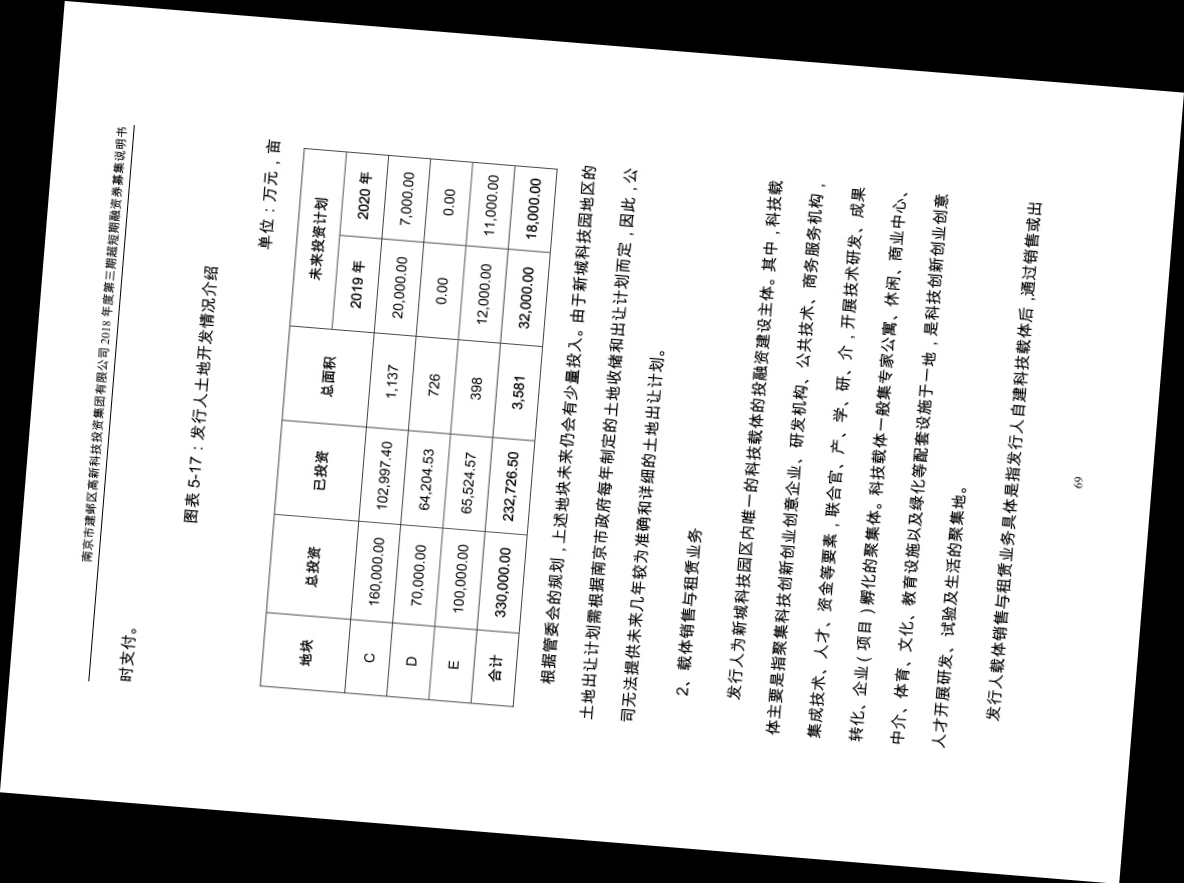 南京市建邺区高新科技投资集团有限公司 2018 年度第三期超短期融资券募集说明书
时支付。
图表 5-17：发行人土地开发情况介绍
单位：万元，亩
地块 总投资 已投资 总面积 未来投资计划
2019 年 2020 年
C 160,000.00 102,997.40 1,137 20,000.00 7,000.00
D 70,000.00 64,204.53 726 0.00 0.00
E 100,000.00 65,524.57 398 12,000.00 11,000.00
合计 330,000.00 232,726.50 3,581 32,000.00 18,000.00
根据管委会的规划，上述地块未来仍会有少量投入。由于新城科技园地区的
土地出让计划需根据南京市政府每年制定的土地收储和出让计划而定，因此，公
司无法提供未来几年较为准确和详细的土地出让计划。
2、载体销售与租赁业务
发行人为新城科技园区内唯一的科技载体的投融资建设主体。其中，科技载
体主要是指聚集科技创新创业创意企业、研发机构、公共技术、商务服务机构，
集成技术、人才、资金等要素，联合官、产、学、研、介，开展技术研发、成果
转化、企业（项目）孵化的聚集体。科技载体一般集专家公寓、休闲、商业中心、
中介、体育、文化、教育设施以及绿化等配套设施于一地，是科技创新创业创意
人才开展研发、试验及生活的聚集地。
发行人载体销售与租赁业务具体是指发行人自建科技载体后，通过销售或出
69